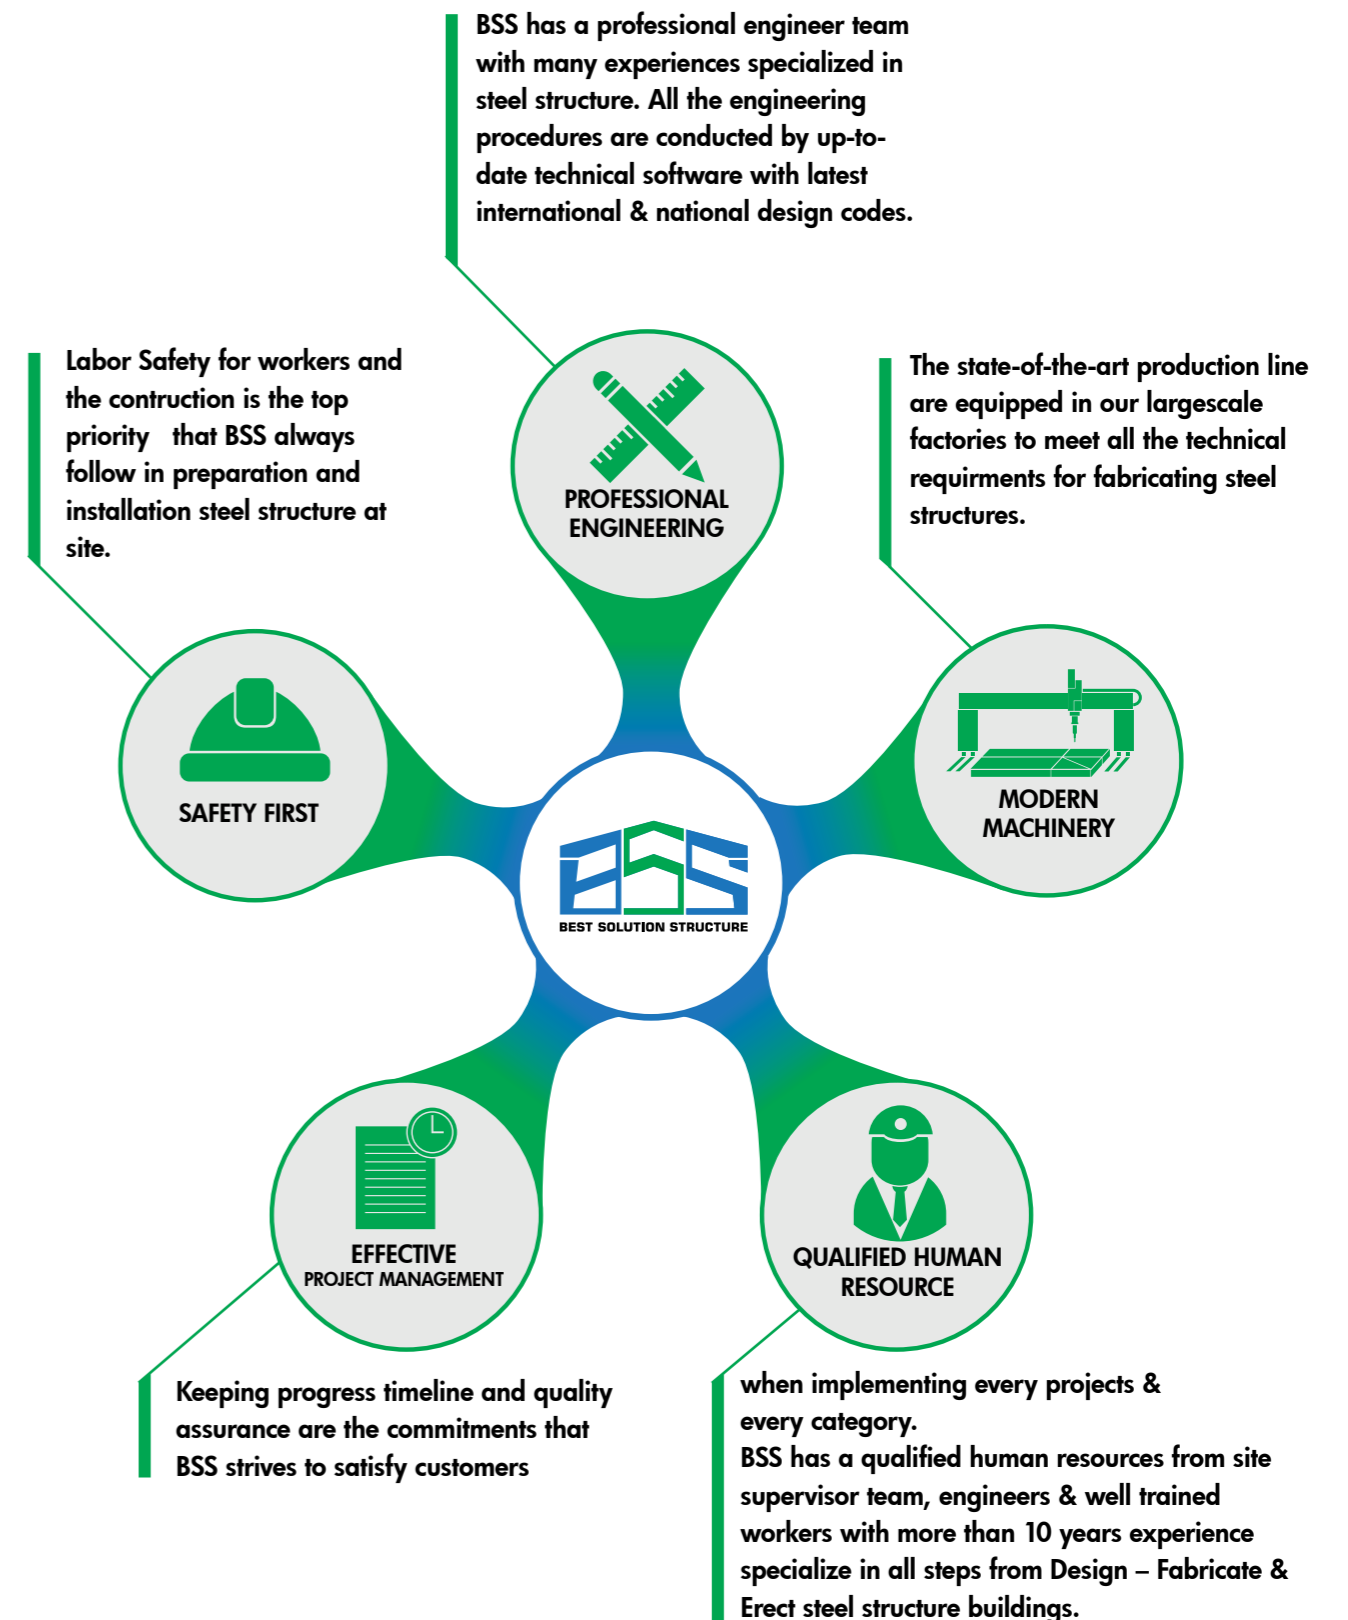 BSS has a professional engineer team
with many experiences specialized in
steel structure. All the engineering
procedures are conducted by up-to-
date technical software with latest
international & national design codes.
Labor Safety for workers and
the contruction is the top
priority   that BSS always
follow in preparation and
installation steel structure at
site.
The state-of-the-art production line
are equipped in our largescale
factories to meet all the technical
requirments for fabricating steel
structures.
PROFESSIONAL
ENGINEERING
SAFETY FIRST
MODERN
MACHINERY
BSS
BEST SOLUTION STRUCTURE
EFFECTIVE
PROJECT MANAGEMENT
QUALIFIED HUMAN
RESOURCE
Keeping progress timeline and quality
assurance are the commitments that
BSS strives to satisfy customers
when implementing every projects &
every category.
BSS has a qualified human resources from site
supervisor team, engineers & well trained
workers with more than 10 years experience
specialize in all steps from Design – Fabricate &
Erect steel structure buildings.